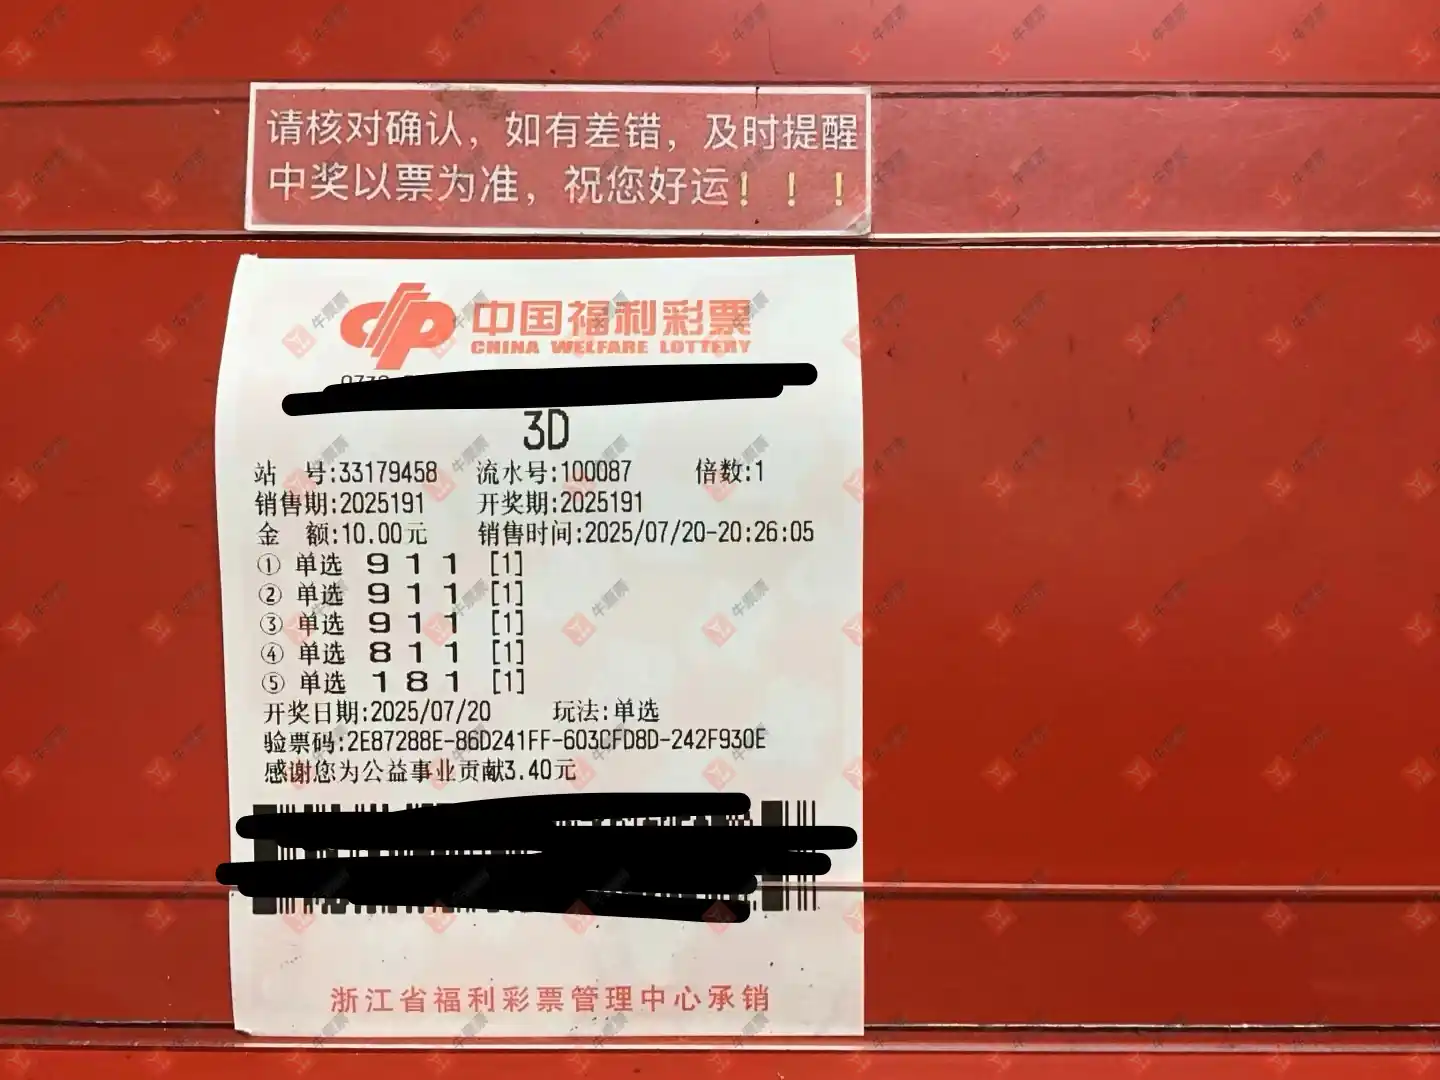 请核对确认，如有差错，及时提醒
中奖以票为准，祝您好运！！！
中国福利彩票
CHINA WELFARE LOTTERY
3D
站 号:33179458 流水号:100087 倍数:1
销售期:2025191 开奖期:2025191
金 额:10.00元 销售时间:2025/07/20-20:26:05
① 单选 9 1 1 [1]
② 单选 9 1 1 [1]
③ 单选 9 1 1 [1]
④ 单选 8 1 1 [1]
⑤ 单选 1 8 1 [1]
开奖日期:2025/07/20 玩法:单选
验票码:2E87288E-86D241FF-603CFD8D-242F930E
感谢您为公益事业贡献3.40元
浙江省福利彩票管理中心承销
牛票票